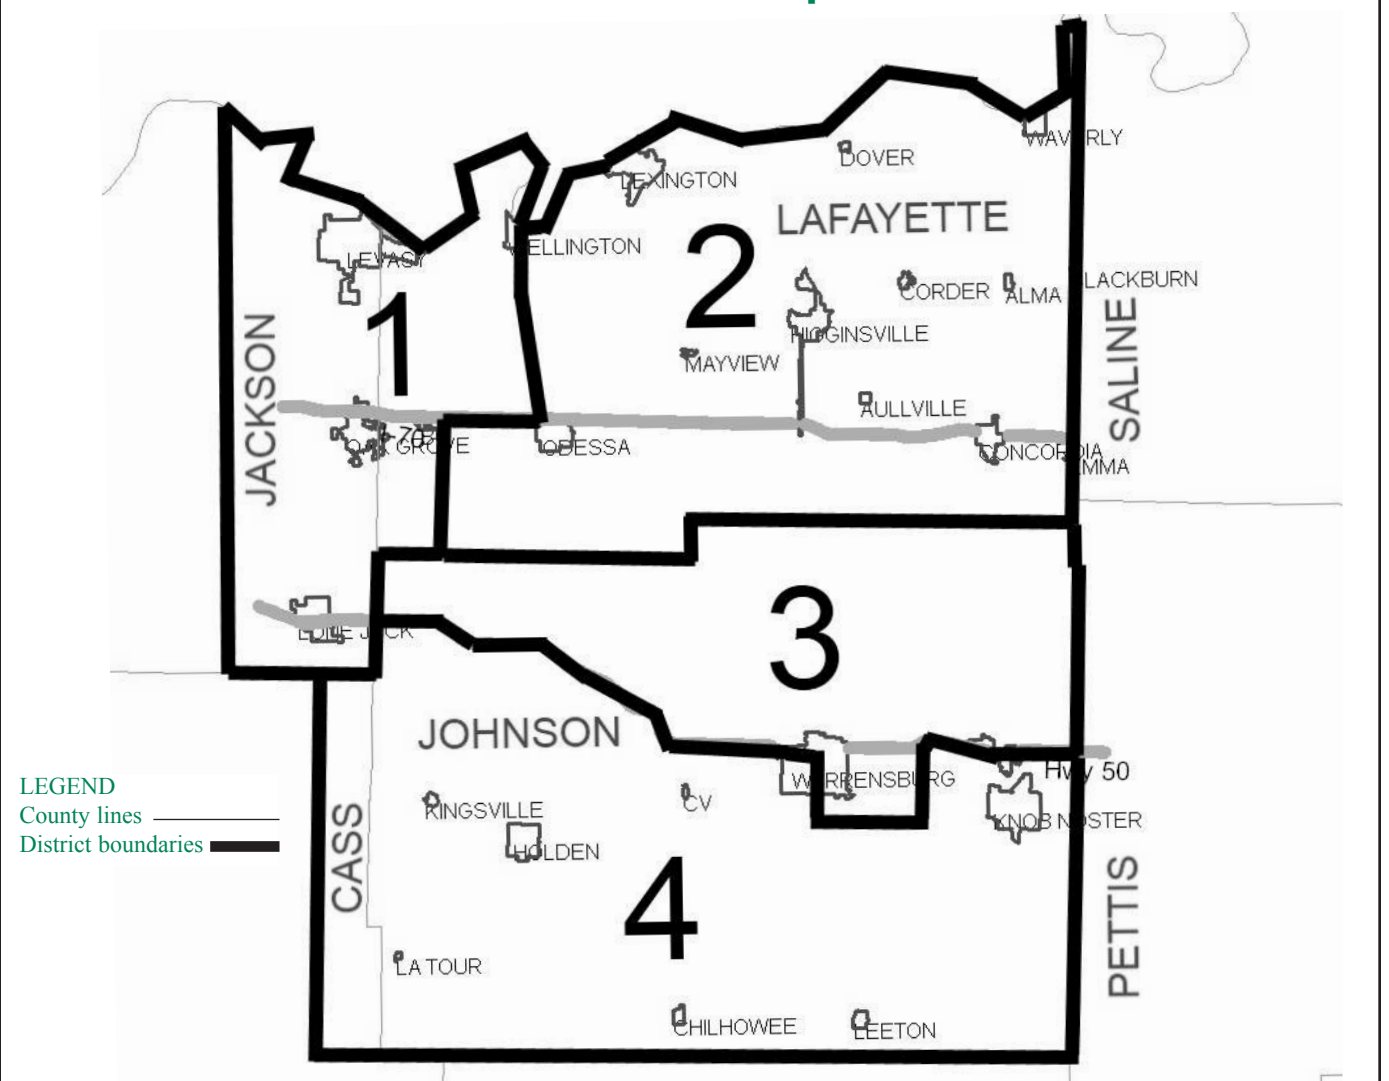 WAVERLY
DOVER
LEXINGTON
LAFAYETTE
2
ELLINGTON
LEVASY
CORDER
ALMA
LACKBURN
1
HIGGINSVILLE
MAYVIEW
JACKSON
SALINE
AULLVILLE
I-70
OAK GROVE
ODESSA
CONCORDIA
MMA
3
LONE JACK
JOHNSON
Hwy 50
WARRENSBURG
LEGEND
County lines
District boundaries
KINGSVILLE
CV
KNOB NOSTER
HOLDEN
CASS
4
PETTIS
LA TOUR
CHILHOWEE
LEETON